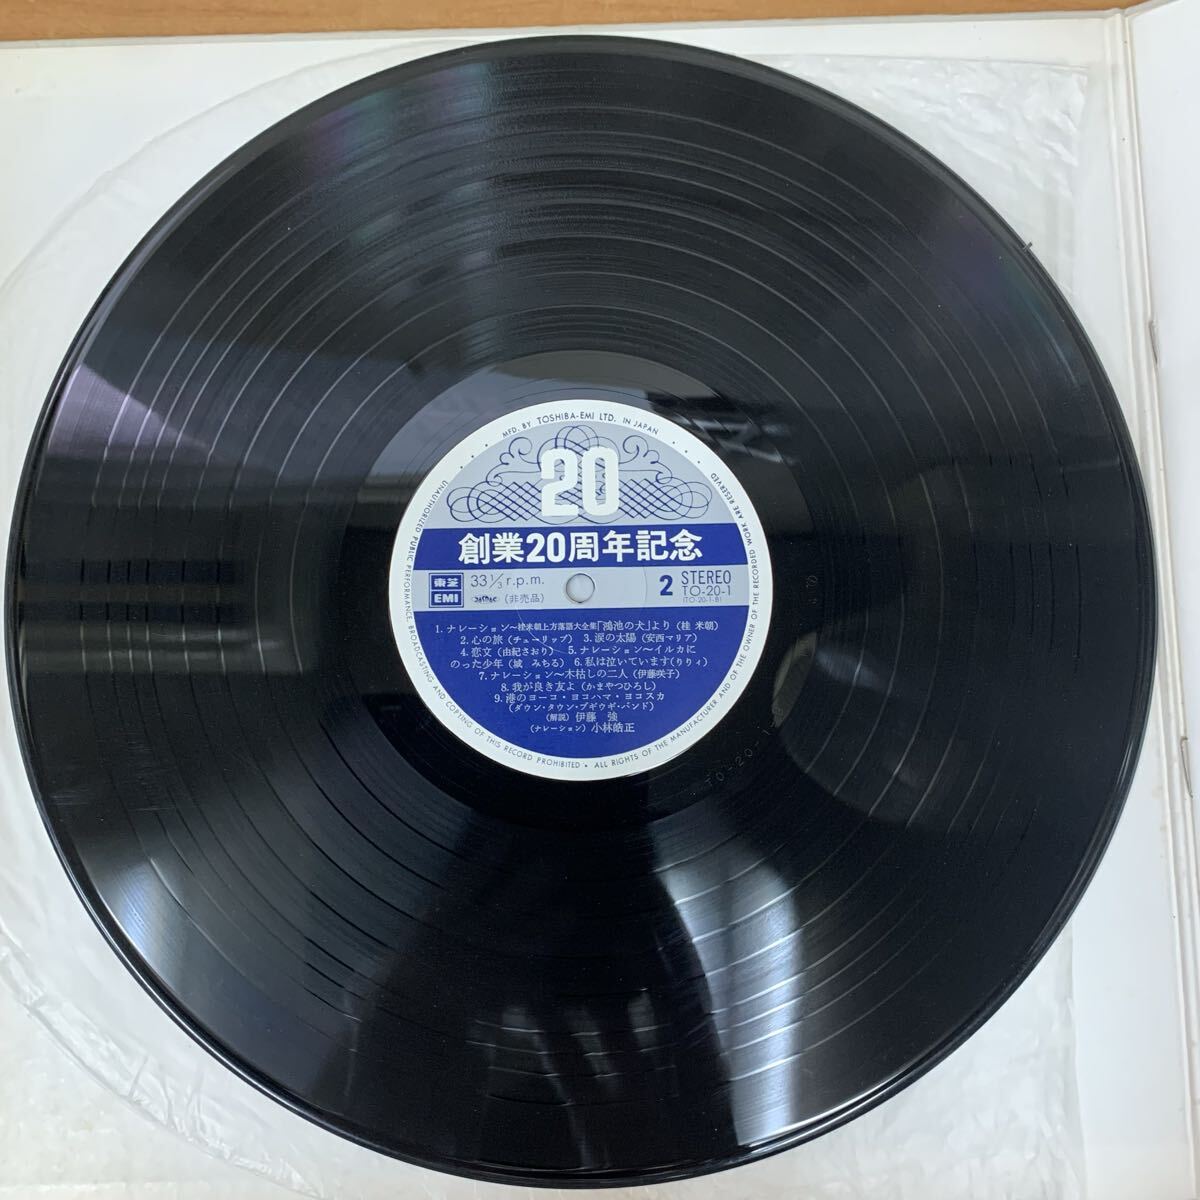 MFD. BY TOSHIBA-EMI LTD. IN JAPAN
20
創業20周年記念
東芝
EMI
33⅓ r.p.m.
JASRAC
(非売品)
2
STEREO
TO-20-1
(TO-20-1-B)
1. ナレーション〜桂米朝上方落語大全集「鴻池の犬」より (桂 米朝)
2. 心の旅 (チューリップ) 3. 涙の太陽 (安西マリア)
4. 恋文 (由紀さおり) 5. ナレーション〜イルカに
のった少年 (城 みちる) 6. 私は泣いています(りりィ)
7. ナレーション〜木枯しの二人 (伊藤咲子)
8. 我が良き友よ (かまやつひろし)
9. 港のヨーコ・ヨコハマ・ヨコスカ
(ダウン・タウン・ブギウギ・バンド)
(解説) 伊藤 強
(ナレーション) 小林皓正
UNAUTHORIZED PUBLIC PERFORMANCE, BROADCASTING AND COPYING OF THIS RECORD PROHIBITED • ALL RIGHTS OF THE MANUFACTURER AND OF THE OWNER OF THE RECORDED WORK ARE RESERVED